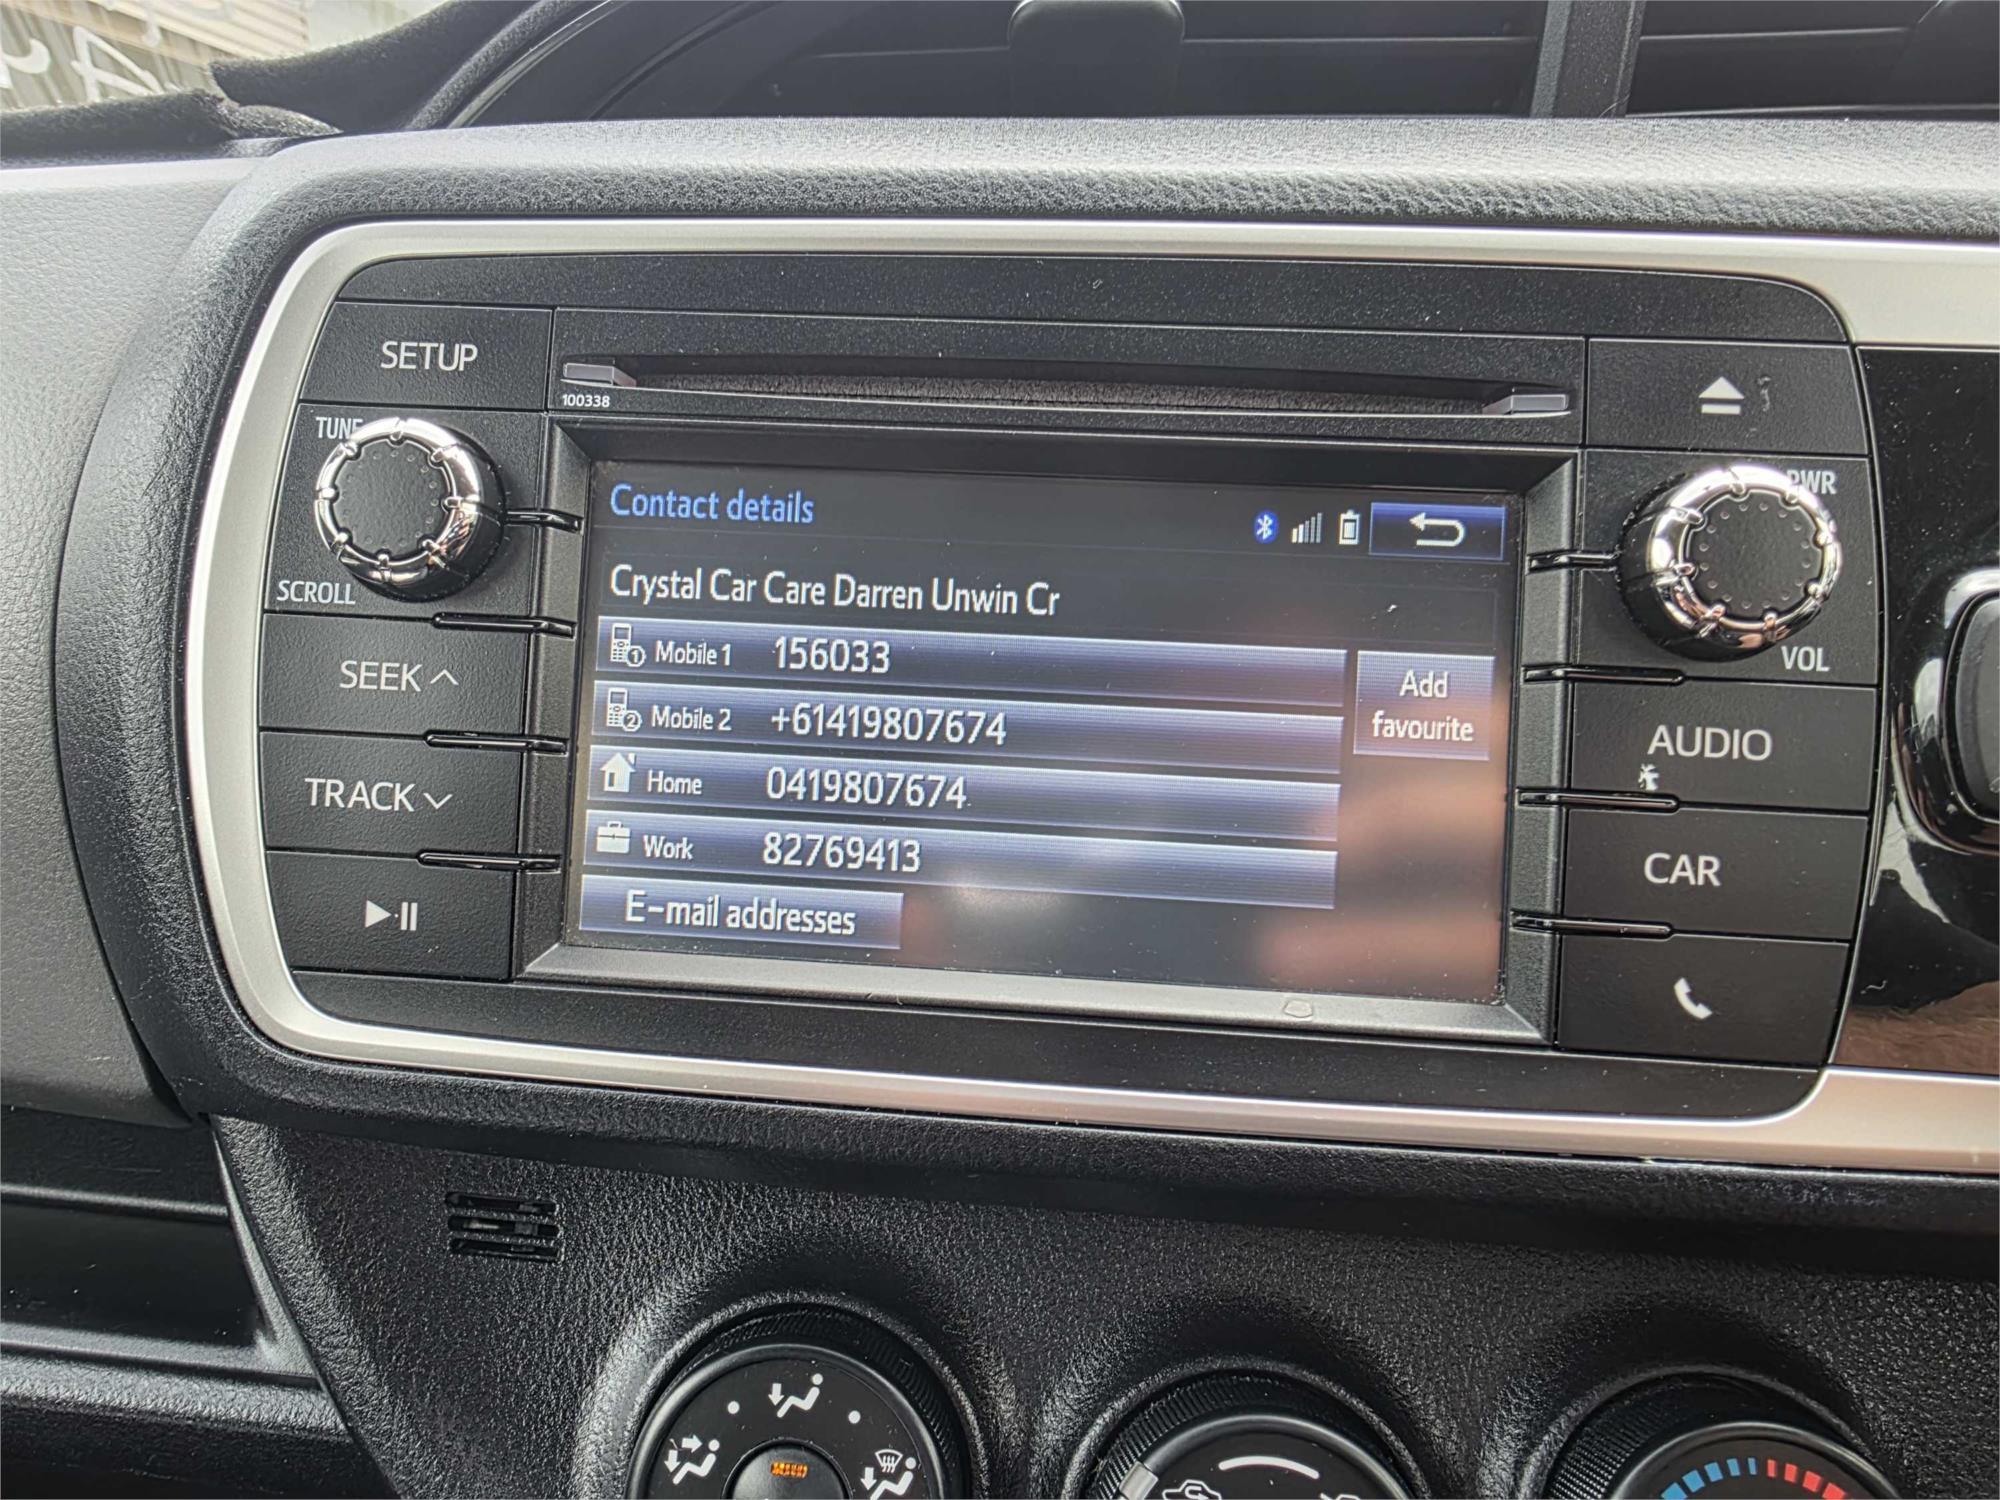 SETUP
100338
TUNE
PWR
Contact details
SCROLL
Crystal Car Care Darren Unwin Cr
VOL
SEEK
Mobile 1 156033
Add
favourite
Mobile 2 +61419807674
AUDIO
TRACK
Home 0419807674
Work 82769413
CAR
E-mail addresses